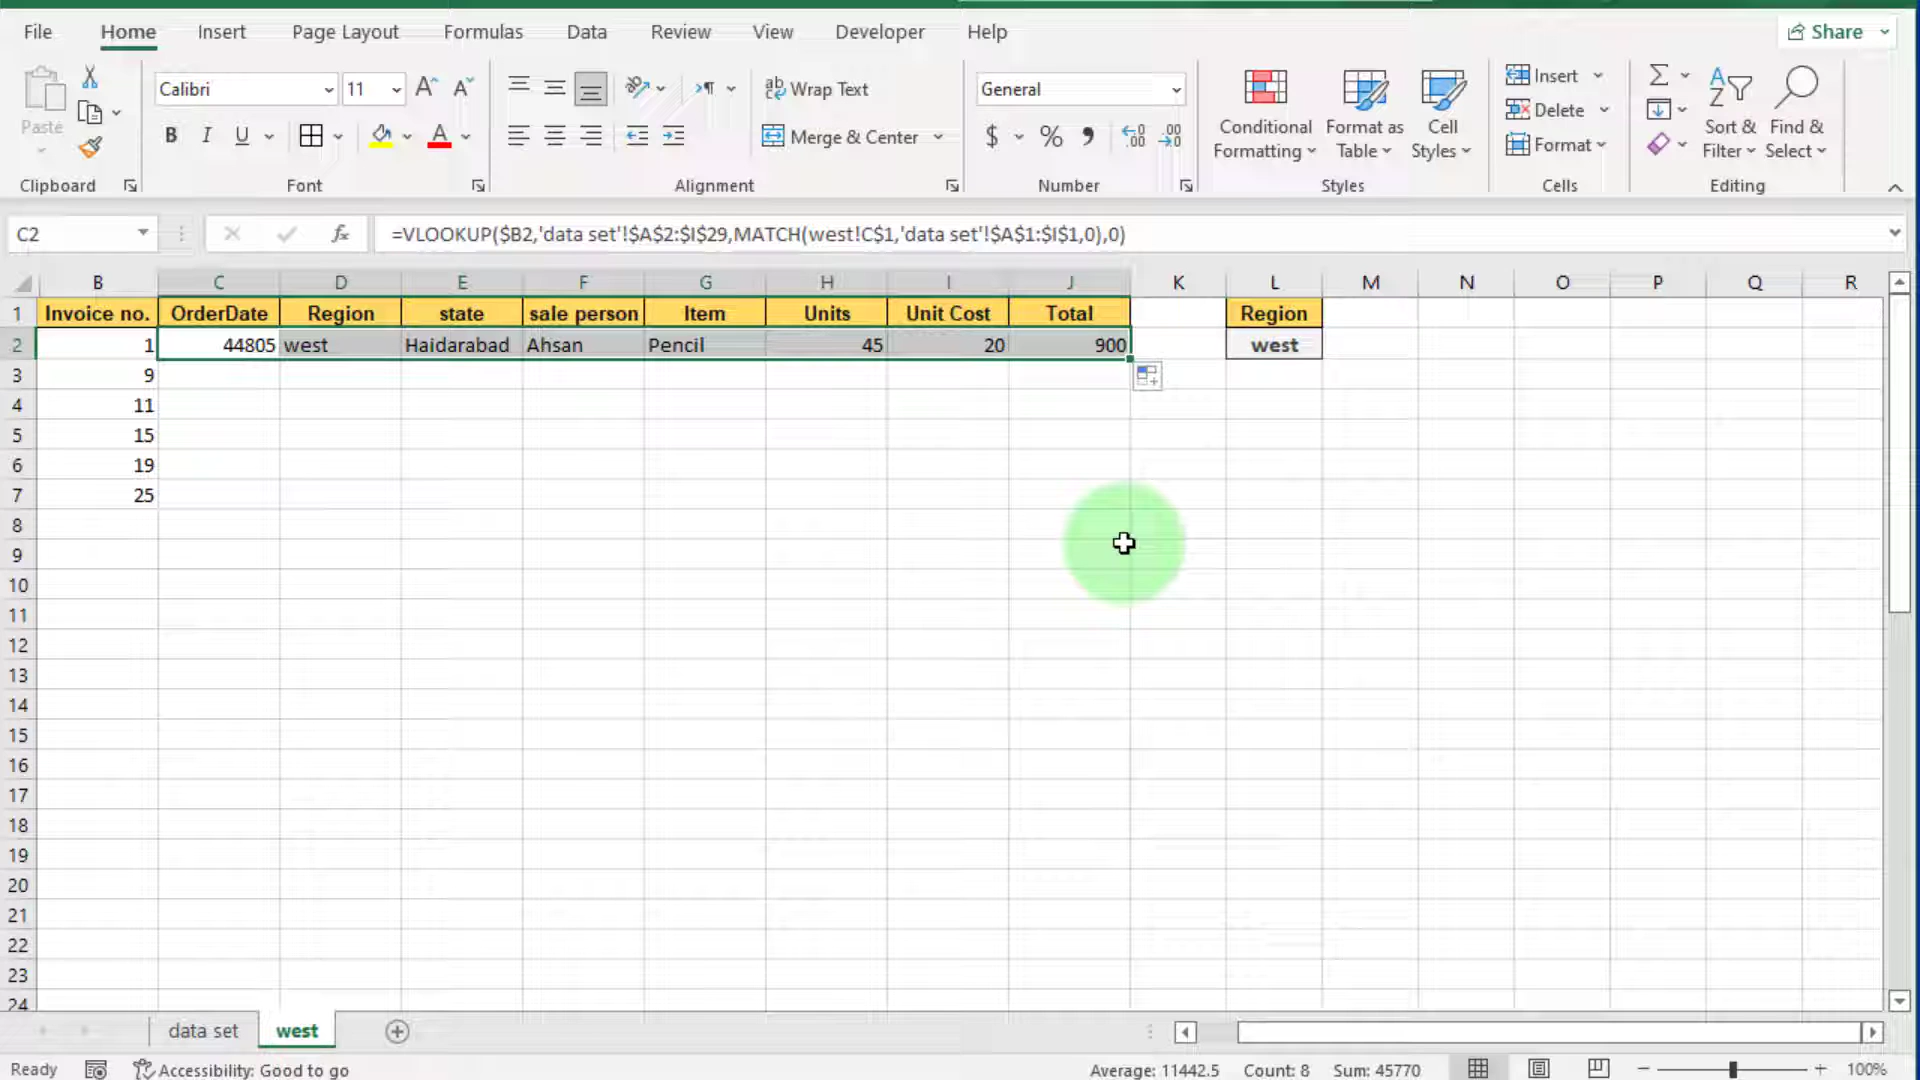 File Home Insert Page Layout Formulas Data Review View Developer Help Share
Paste
Calibri 11
Wrap Text
Merge & Center
General
$ %
Conditional Formatting
Format as Table
Cell Styles
Insert
Delete
Format
Sort & Filter
Find & Select
Clipboard Font Alignment Number Styles Cells Editing
C2 fx =VLOOKUP($B2,'data set'!$A$2:$I$29,MATCH(west!C$1,'data set'!$A$1:$I$1,0),0)
B C D E F G H I J K L M N O P Q R
1 Invoice no. OrderDate Region state sale person Item Units Unit Cost Total Region
2 1 44805 west Haidarabad Ahsan Pencil 45 20 900 west
3 9
4 11
5 15
6 19
7 25
8
9
10
11
12
13
14
15
16
17
18
19
20
21
22
23
24
data set west
Ready Accessibility: Good to go Average: 11442.5 Count: 8 Sum: 45770 100%